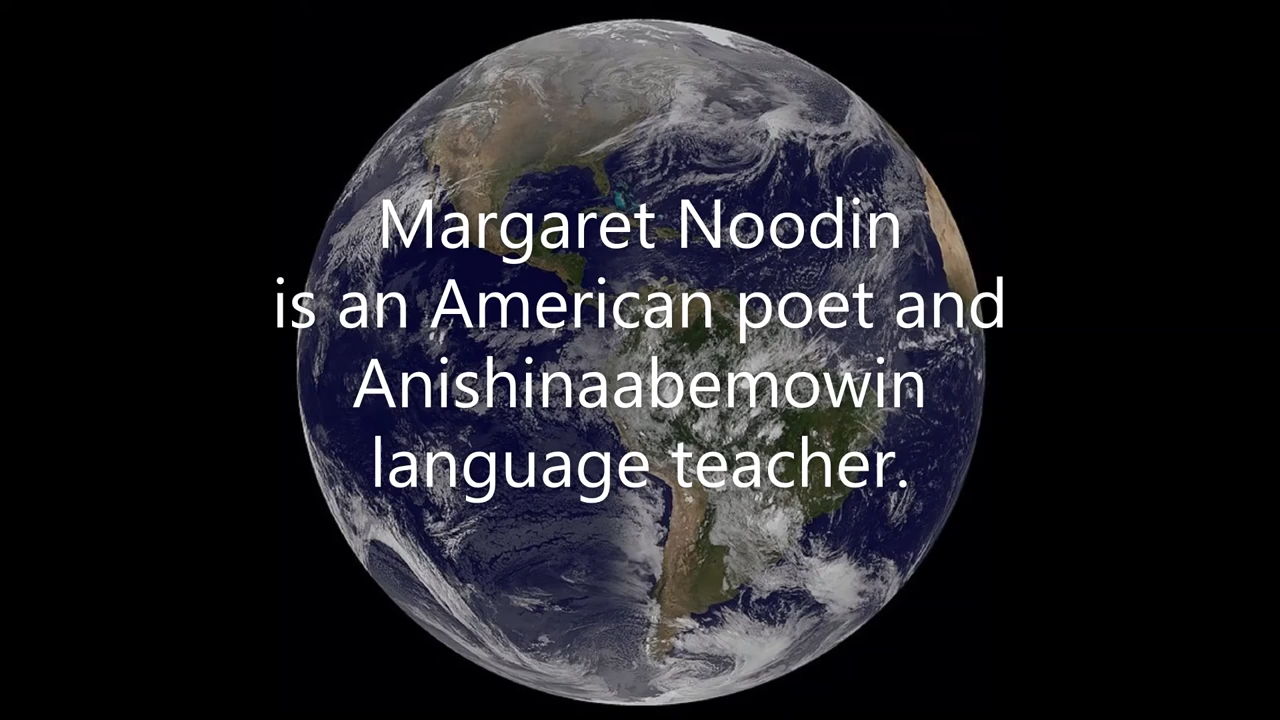 Margaret Noodin
is an American poet and
Anishinaabemowin
language teacher.